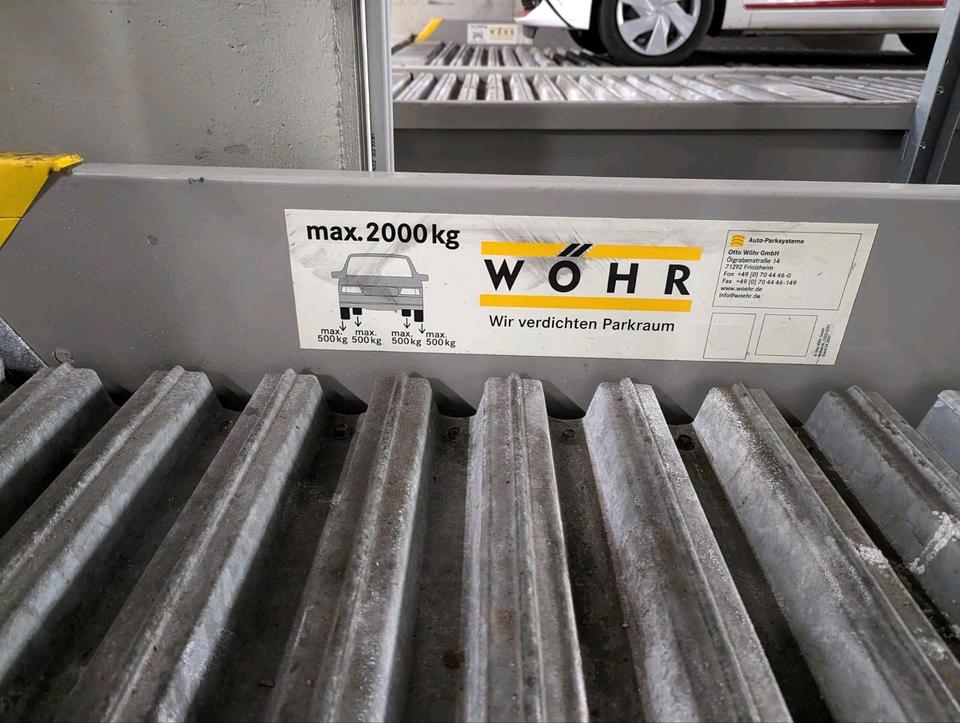 WÖHR
max. 2000 kg
max.
500 kg
max.
500 kg
max.
500 kg
max.
500 kg
WÖHR
Wir verdichten Parkraum
Auto-Parksysteme
Otto Wöhr GmbH
Ölgrabenstraße 14
71292 Friolzheim
Fon +49 [0] 70 44 46-0
Fax +49 [0] 70 44 46-149
www.woehr.de
info@woehr.de